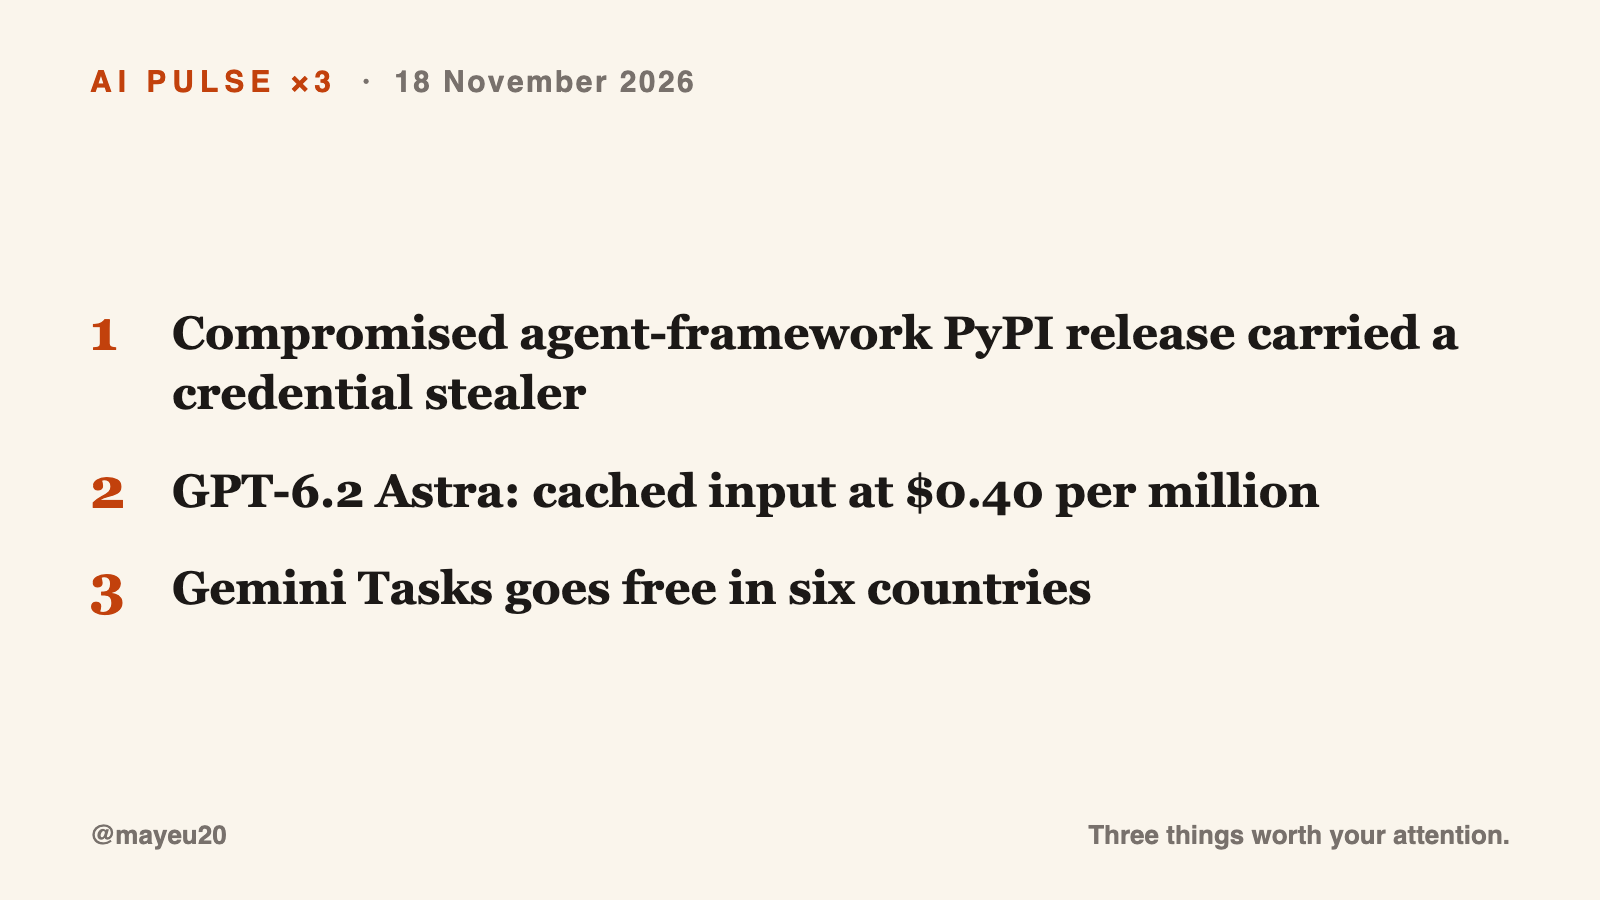 AI PULSE ×3 · 18 November 2026
1 Compromised agent-framework PyPI release carried a
credential stealer
2 GPT-6.2 Astra: cached input at $0.40 per million
3 Gemini Tasks goes free in six countries
@mayeu20 Three things worth your attention.